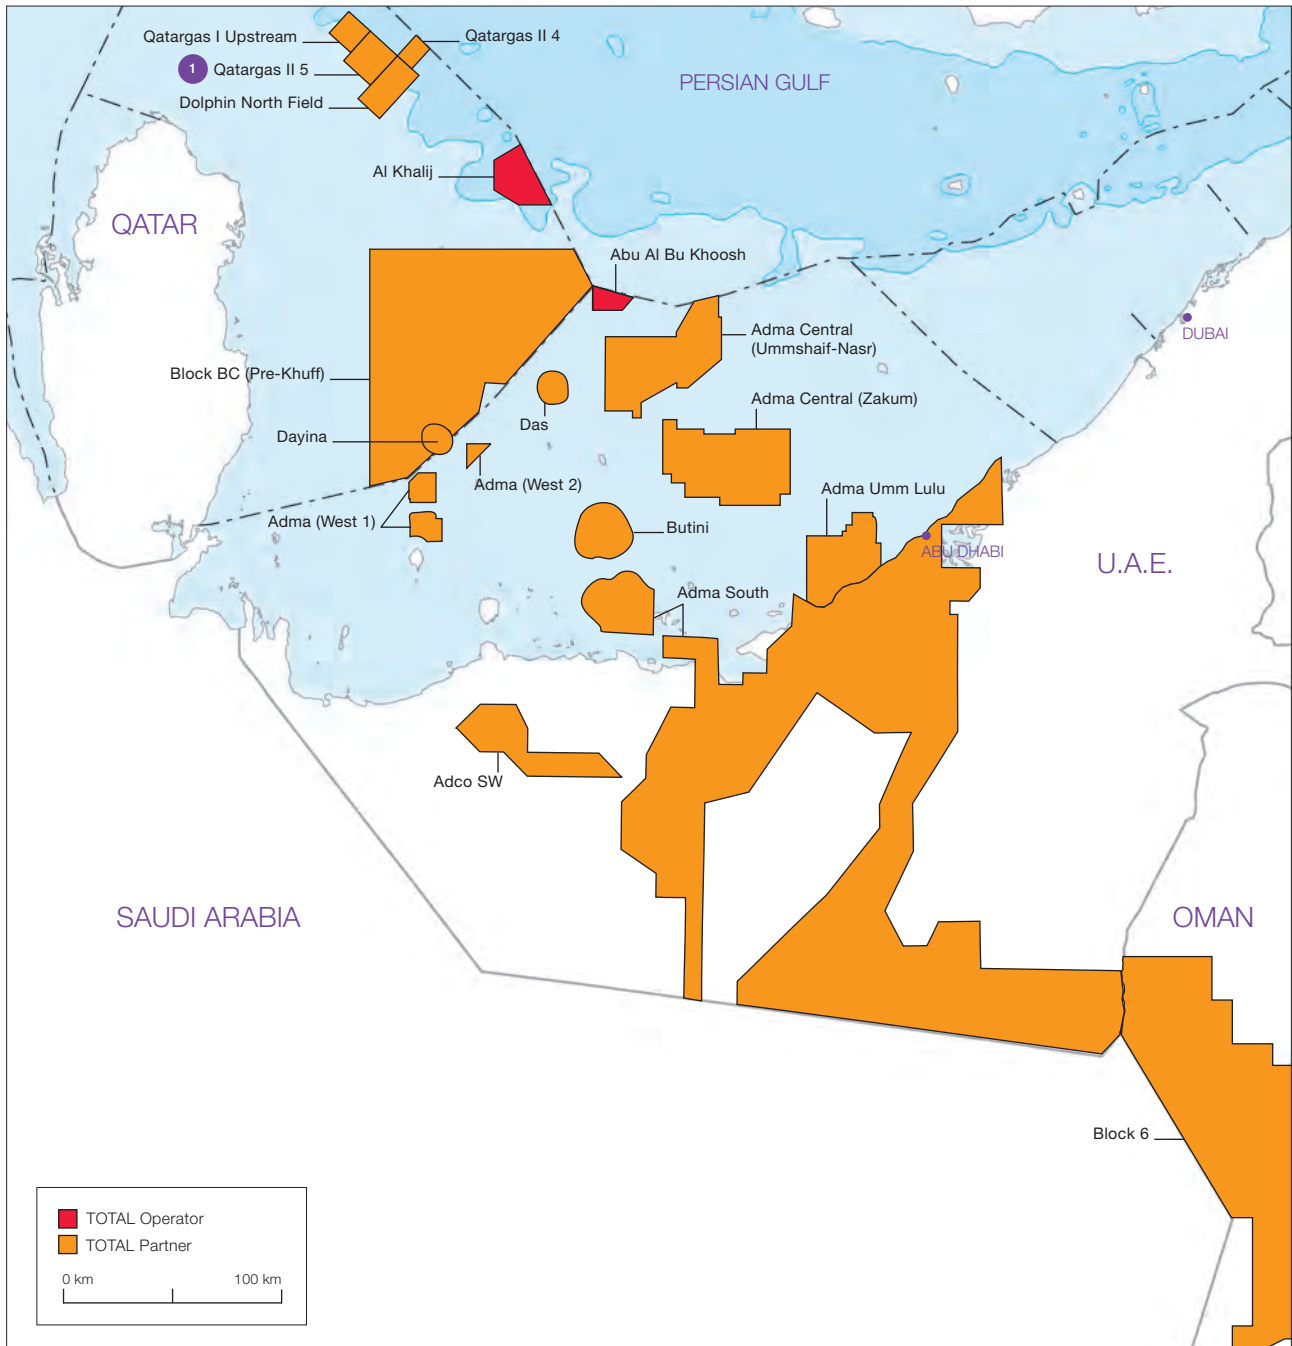 Qatargas I Upstream
Qatargas II 4
1
Qatargas II 5
PERSIAN GULF
Dolphin North Field
Al Khalij
QATAR
Abu Al Bu Khoosh
Adma Central
(Ummshaif-Nasr)
DUBAI
Block BC (Pre-Khuff)
Adma Central (Zakum)
Das
Dayina
Adma (West 2)
Adma Umm Lulu
Adma (West 1)
Butini
ABU DHABI
U.A.E.
Adma South
Adco SW
SAUDI ARABIA
OMAN
Block 6
TOTAL Operator
TOTAL Partner
0 km
100 km